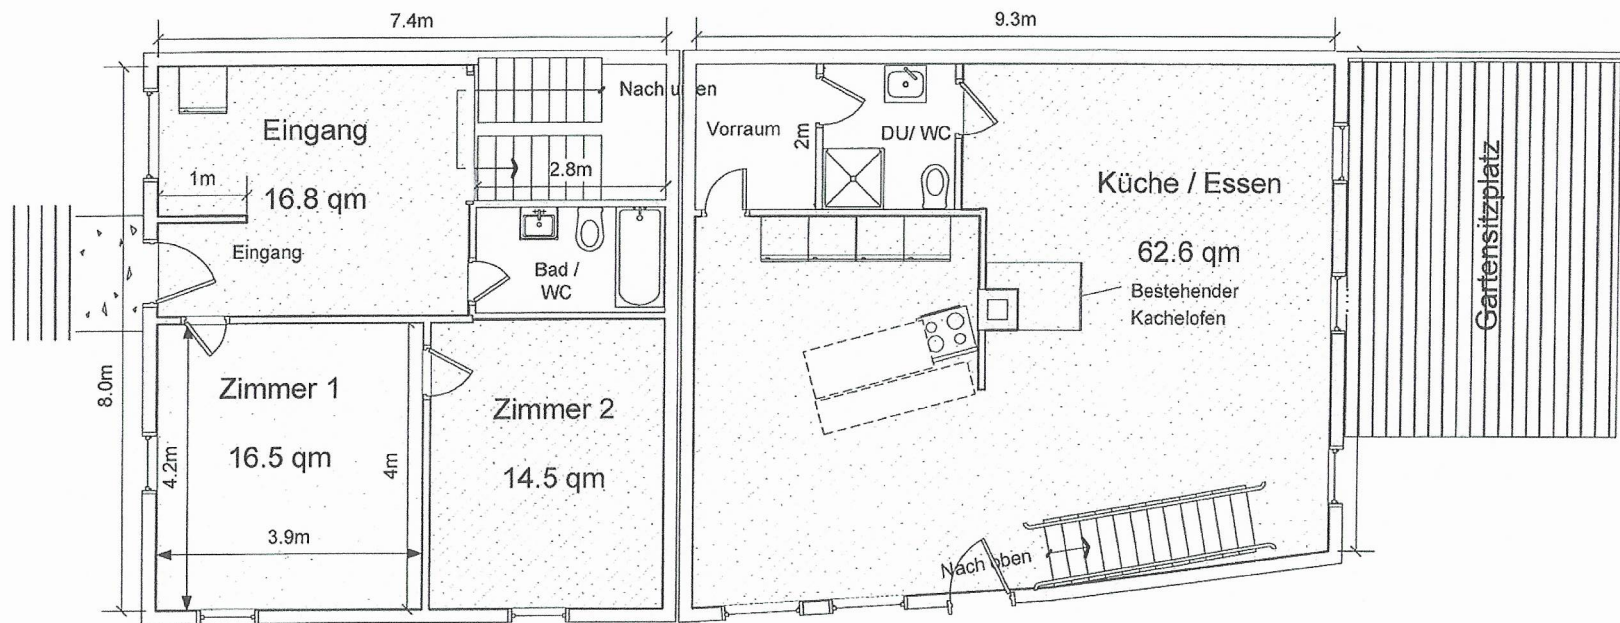 7.4m
9.3m
Eingang
16.8 qm
1m
Eingang
Nach u
en
2.8m
Bad /
WC
Vorraum
2m
DU/ WC
Küche / Essen
62.6 qm
Bestehender
Kachelofen
Gartensitzplatz
8.0m
Zimmer 1
16.5 qm
4.2m
4m
3.9m
Zimmer 2
14.5 qm
Nach oben